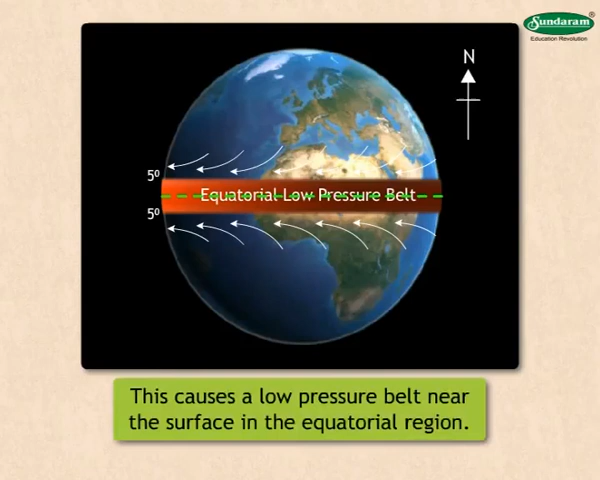 Sundaram®
Education Revolution
N
5⁰
Equatorial Low Pressure Belt
5⁰
This causes a low pressure belt near
the surface in the equatorial region.